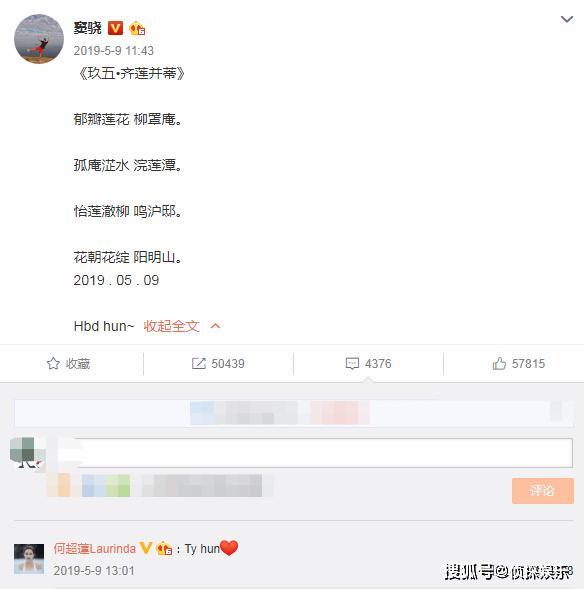 窦骁
2019-5-9 11:43
《玖五•齐莲并蒂》
郁瓣莲花 柳罩庵。
孤庵淽水 浣莲潭。
怡莲澈柳 鸣沪邸。
花朝花绽 阳明山。
2019 . 05 . 09
Hbd hun~ 收起全文
收藏 50439 4376 57815
评论
何超蓮Laurinda : Ty hun❤️
2019-5-9 13:01
搜狐号@侦探娱乐